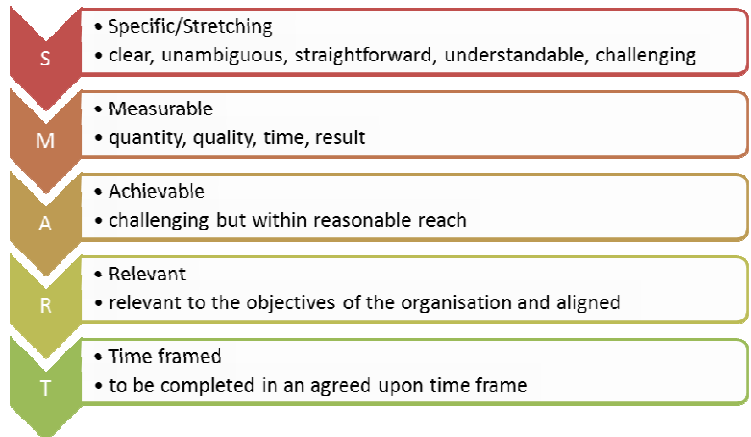 S
• Specific/Stretching
• clear, unambiguous, straightforward, understandable, challenging
M
• Measurable
• quantity, quality, time, result
A
• Achievable
• challenging but within reasonable reach
R
• Relevant
• relevant to the objectives of the organisation and aligned
T
• Time framed
• to be completed in an agreed upon time frame